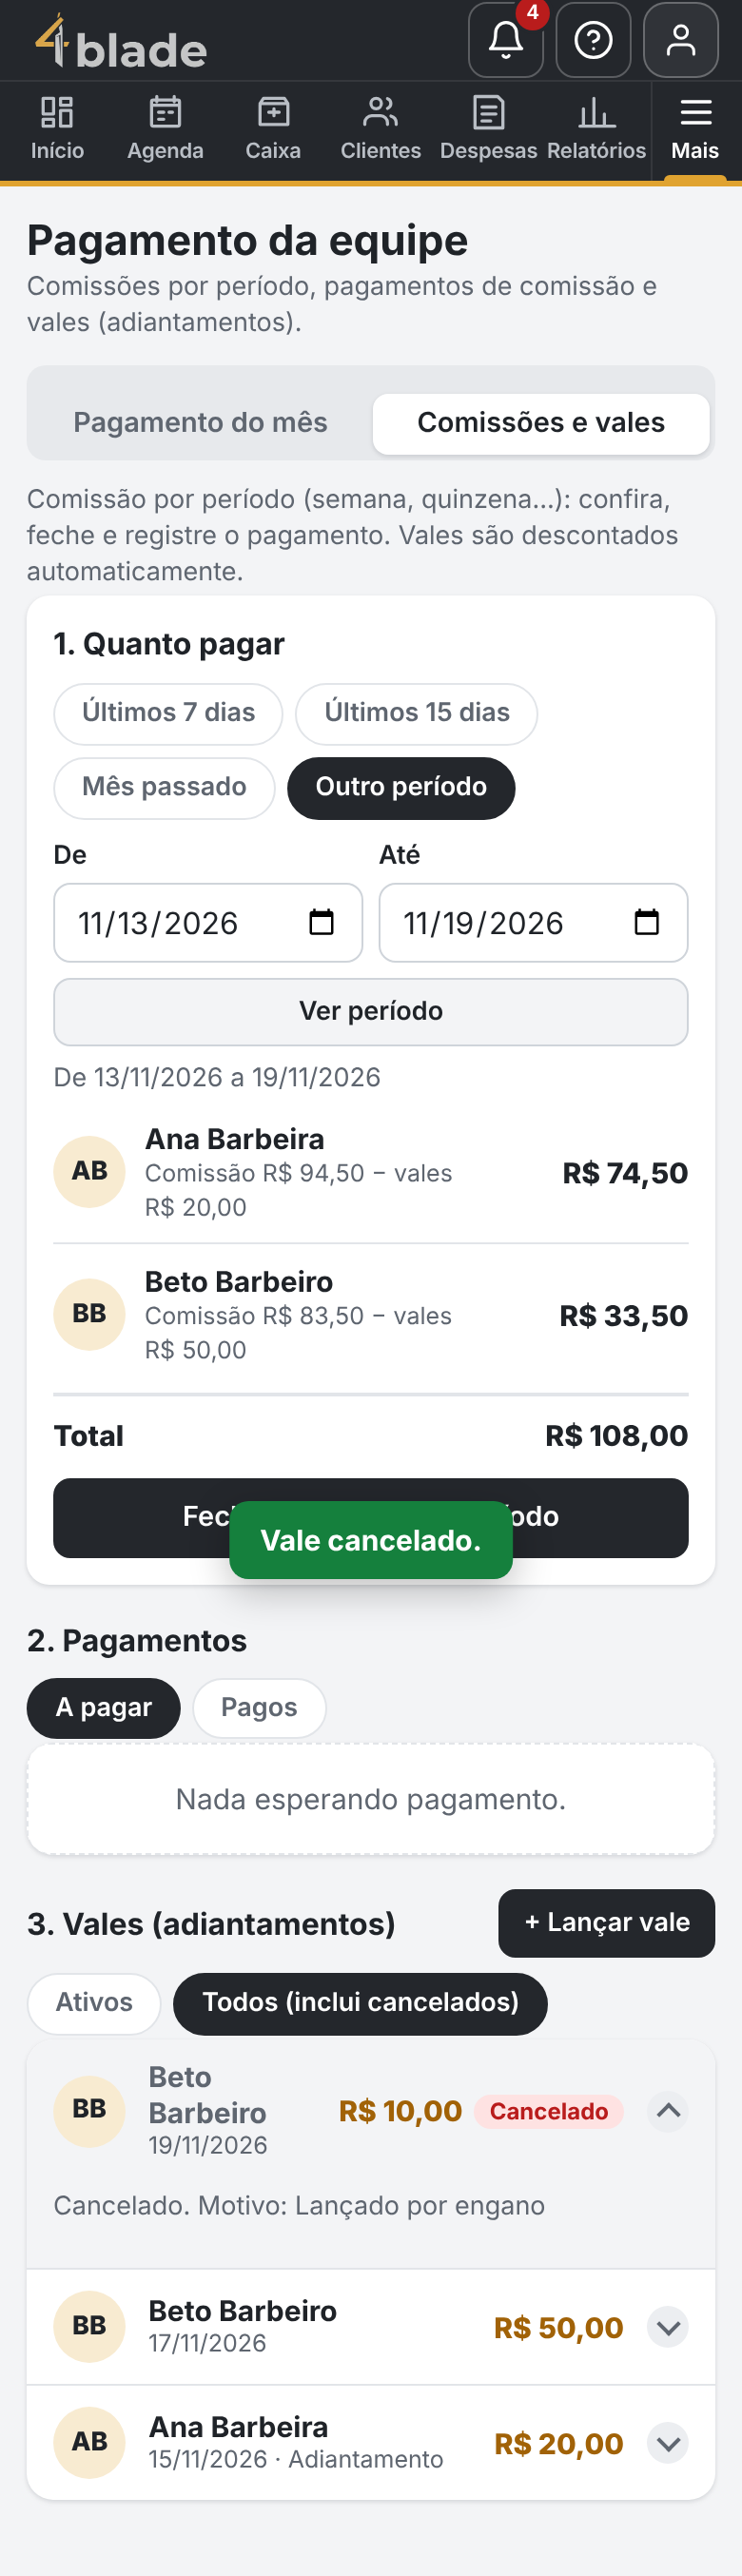 4blade
4
Início
Agenda
Caixa
Clientes
Despesas
Relatórios
Mais
Pagamento da equipe
Comissões por período, pagamentos de comissão e
vales (adiantamentos).
Pagamento do mês
Comissões e vales
Comissão por período (semana, quinzena...): confira,
feche e registre o pagamento. Vales são descontados
automaticamente.
1. Quanto pagar
Últimos 7 dias
Últimos 15 dias
Mês passado
Outro período
De
Até
11/13/2026
11/19/2026
Ver período
De 13/11/2026 a 19/11/2026
Ana Barbeira
AB
Comissão R$ 94,50 − vales
R$ 20,00
R$ 74,50
Beto Barbeiro
BB
Comissão R$ 83,50 − vales
R$ 50,00
R$ 33,50
Total
R$ 108,00
Vale cancelado.
2. Pagamentos
A pagar
Pagos
Nada esperando pagamento.
3. Vales (adiantamentos)
+ Lançar vale
Ativos
Todos (inclui cancelados)
BB
Beto
Barbeiro
19/11/2026
R$ 10,00
Cancelado
Cancelado. Motivo: Lançado por engano
BB
Beto Barbeiro
17/11/2026
R$ 50,00
AB
Ana Barbeira
15/11/2026 · Adiantamento
R$ 20,00